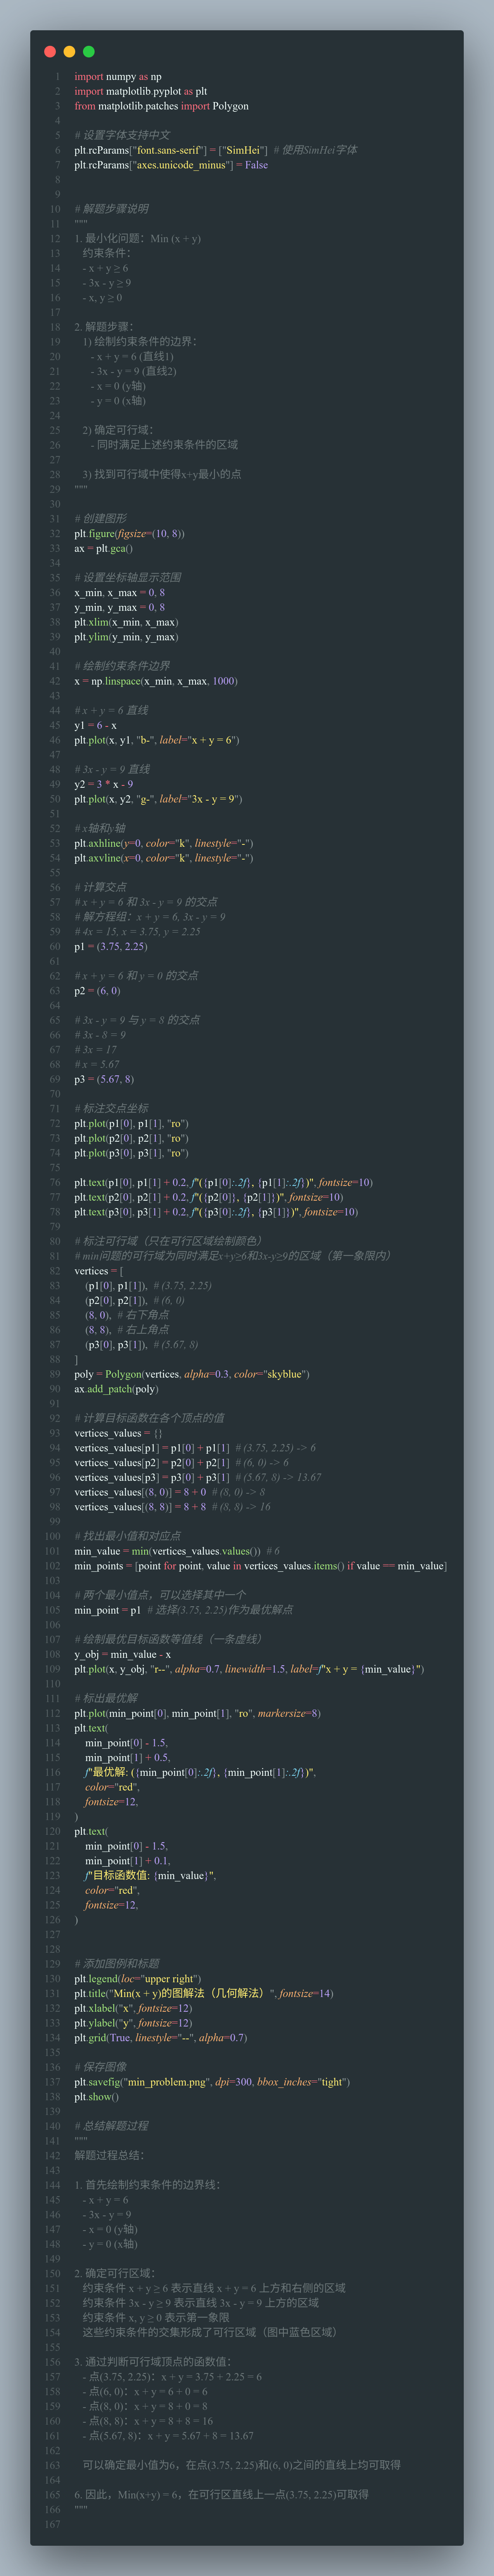 1 import numpy as np
2 import matplotlib.pyplot as plt
3 from matplotlib.patches import Polygon
4
5 # 设置字体支持中文
6 plt.rcParams["font.sans-serif"] = ["SimHei"]  # 使用SimHei字体
7 plt.rcParams["axes.unicode_minus"] = False
8
9
10 # 解题步骤说明
11 """
12 1. 最小化问题：Min (x + y)
13    约束条件：
14    - x + y ≥ 6
15    - 3x - y ≥ 9
16    - x, y ≥ 0
17
18 2. 解题步骤：
19    1) 绘制约束条件的边界：
20       - x + y = 6 (直线1)
21       - 3x - y = 9 (直线2)
22       - x = 0 (y轴)
23       - y = 0 (x轴)
24
25    2) 确定可行域：
26       - 同时满足上述约束条件的区域
27
28    3) 找到可行域中使得x+y最小的点
29 """
30
31 # 创建图形
32 plt.figure(figsize=(10, 8))
33 ax = plt.gca()
34
35 # 设置坐标轴显示范围
36 x_min, x_max = 0, 8
37 y_min, y_max = 0, 8
38 plt.xlim(x_min, x_max)
39 plt.ylim(y_min, y_max)
40
41 # 绘制约束条件边界
42 x = np.linspace(x_min, x_max, 1000)
43
44 # x + y = 6 直线
45 y1 = 6 - x
46 plt.plot(x, y1, "b-", label="x + y = 6")
47
48 # 3x - y = 9 直线
49 y2 = 3 * x - 9
50 plt.plot(x, y2, "g-", label="3x - y = 9")
51
52 # x轴和y轴
53 plt.axhline(y=0, color="k", linestyle="-")
54 plt.axvline(x=0, color="k", linestyle="-")
55
56 # 计算交点
57 # x + y = 6 和 3x - y = 9 的交点
58 # 解方程组：x + y = 6, 3x - y = 9
59 # 4x = 15, x = 3.75, y = 2.25
60 p1 = (3.75, 2.25)
61
62 # x + y = 6 和 y = 0 的交点
63 p2 = (6, 0)
64
65 # 3x - y = 9 与 y = 8 的交点
66 # 3x - 8 = 9
67 # 3x = 17
68 # x = 5.67
69 p3 = (5.67, 8)
70
71 # 标注交点坐标
72 plt.plot(p1[0], p1[1], "ro")
73 plt.plot(p2[0], p2[1], "ro")
74 plt.plot(p3[0], p3[1], "ro")
75
76 plt.text(p1[0], p1[1] + 0.2, f"({p1[0]:.2f}, {p1[1]:.2f})", fontsize=10)
77 plt.text(p2[0], p2[1] + 0.2, f"({p2[0]}, {p2[1]})", fontsize=10)
78 plt.text(p3[0], p3[1] + 0.2, f"({p3[0]:.2f}, {p3[1]})", fontsize=10)
79
80 # 标注可行域（只在可行区域绘制颜色）
81 # min问题的可行域为同时满足x+y≥6和3x-y≥9的区域（第一象限内）
82 vertices = [
83     (p1[0], p1[1]),  # (3.75, 2.25)
84     (p2[0], p2[1]),  # (6, 0)
85     (8, 0),  # 右下角点
86     (8, 8),  # 右上角点
87     (p3[0], p3[1]),  # (5.67, 8)
88 ]
89 poly = Polygon(vertices, alpha=0.3, color="skyblue")
90 ax.add_patch(poly)
91
92 # 计算目标函数在各个顶点的值
93 vertices_values = {}
94 vertices_values[p1] = p1[0] + p1[1]  # (3.75, 2.25) -> 6
95 vertices_values[p2] = p2[0] + p2[1]  # (6, 0) -> 6
96 vertices_values[p3] = p3[0] + p3[1]  # (5.67, 8) -> 13.67
97 vertices_values[(8, 0)] = 8 + 0  # (8, 0) -> 8
98 vertices_values[(8, 8)] = 8 + 8  # (8, 8) -> 16
99
100 # 找出最小值和对应点
101 min_value = min(vertices_values.values())  # 6
102 min_points = [point for point, value in vertices_values.items() if value == min_value]
103
104 # 两个最小值点，可以选择其中一个
105 min_point = p1  # 选择(3.75, 2.25)作为最优解点
106
107 # 绘制最优目标函数等值线（一条虚线）
108 y_obj = min_value - x
109 plt.plot(x, y_obj, "r--", alpha=0.7, linewidth=1.5, label=f"x + y = {min_value}")
110
111 # 标出最优解
112 plt.plot(min_point[0], min_point[1], "ro", markersize=8)
113 plt.text(
114     min_point[0] - 1.5,
115     min_point[1] + 0.5,
116     f"最优解: ({min_point[0]:.2f}, {min_point[1]:.2f})",
117     color="red",
118     fontsize=12,
119 )
120 plt.text(
121     min_point[0] - 1.5,
122     min_point[1] + 0.1,
123     f"目标函数值: {min_value}",
124     color="red",
125     fontsize=12,
126 )
127
128
129 # 添加图例和标题
130 plt.legend(loc="upper right")
131 plt.title("Min(x + y)的图解法（几何解法）", fontsize=14)
132 plt.xlabel("x", fontsize=12)
133 plt.ylabel("y", fontsize=12)
134 plt.grid(True, linestyle="--", alpha=0.7)
135
136 # 保存图像
137 plt.savefig("min_problem.png", dpi=300, bbox_inches="tight")
138 plt.show()
139
140 # 总结解题过程
141 """
142 解题过程总结：
143
144 1. 首先绘制约束条件的边界线：
145    - x + y = 6
146    - 3x - y = 9
147    - x = 0 (y轴)
148    - y = 0 (x轴)
149
150 2. 确定可行区域：
151    约束条件 x + y ≥ 6 表示直线 x + y = 6 上方和右侧的区域
152    约束条件 3x - y ≥ 9 表示直线 3x - y = 9 上方的区域
153    约束条件 x, y ≥ 0 表示第一象限
154    这些约束条件的交集形成了可行区域（图中蓝色区域）
155
156 3. 通过判断可行域顶点的函数值：
157    - 点(3.75, 2.25)：x + y = 3.75 + 2.25 = 6
158    - 点(6, 0)：x + y = 6 + 0 = 6
159    - 点(8, 0)：x + y = 8 + 0 = 8
160    - 点(8, 8)：x + y = 8 + 8 = 16
161    - 点(5.67, 8)：x + y = 5.67 + 8 = 13.67
162
163    可以确定最小值为6，在点(3.75, 2.25)和(6, 0)之间的直线上均可取得
164
165 6. 因此，Min(x+y) = 6，在可行区直线上一点(3.75, 2.25)可取得
166 """
167